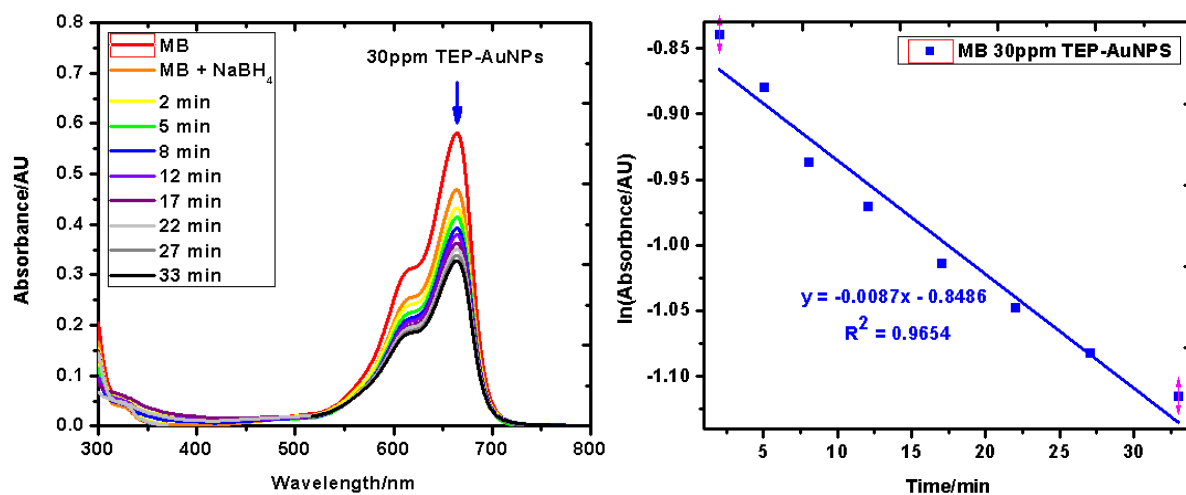 0.8
0.7
0.6
0.5
0.4
0.3
0.2
0.10
0.0
Absorbance/AU
MB
MB + NaBH4
2 min
5 min
8 min
12 min
17 min
22 min
27 min
33 min
30ppm TEP-AuNPs
300 400 500 600 700 800
Wavelength/nm
-0.85
-0.90
-0.95
-1.00
-1.05
-1.10
ln(Absorbnce/AU)
MB 30ppm TEP-AuNPS
y = -0.0087x - 0.8486
R² = 0.9654
5 10 15 20 25 30
Time/min